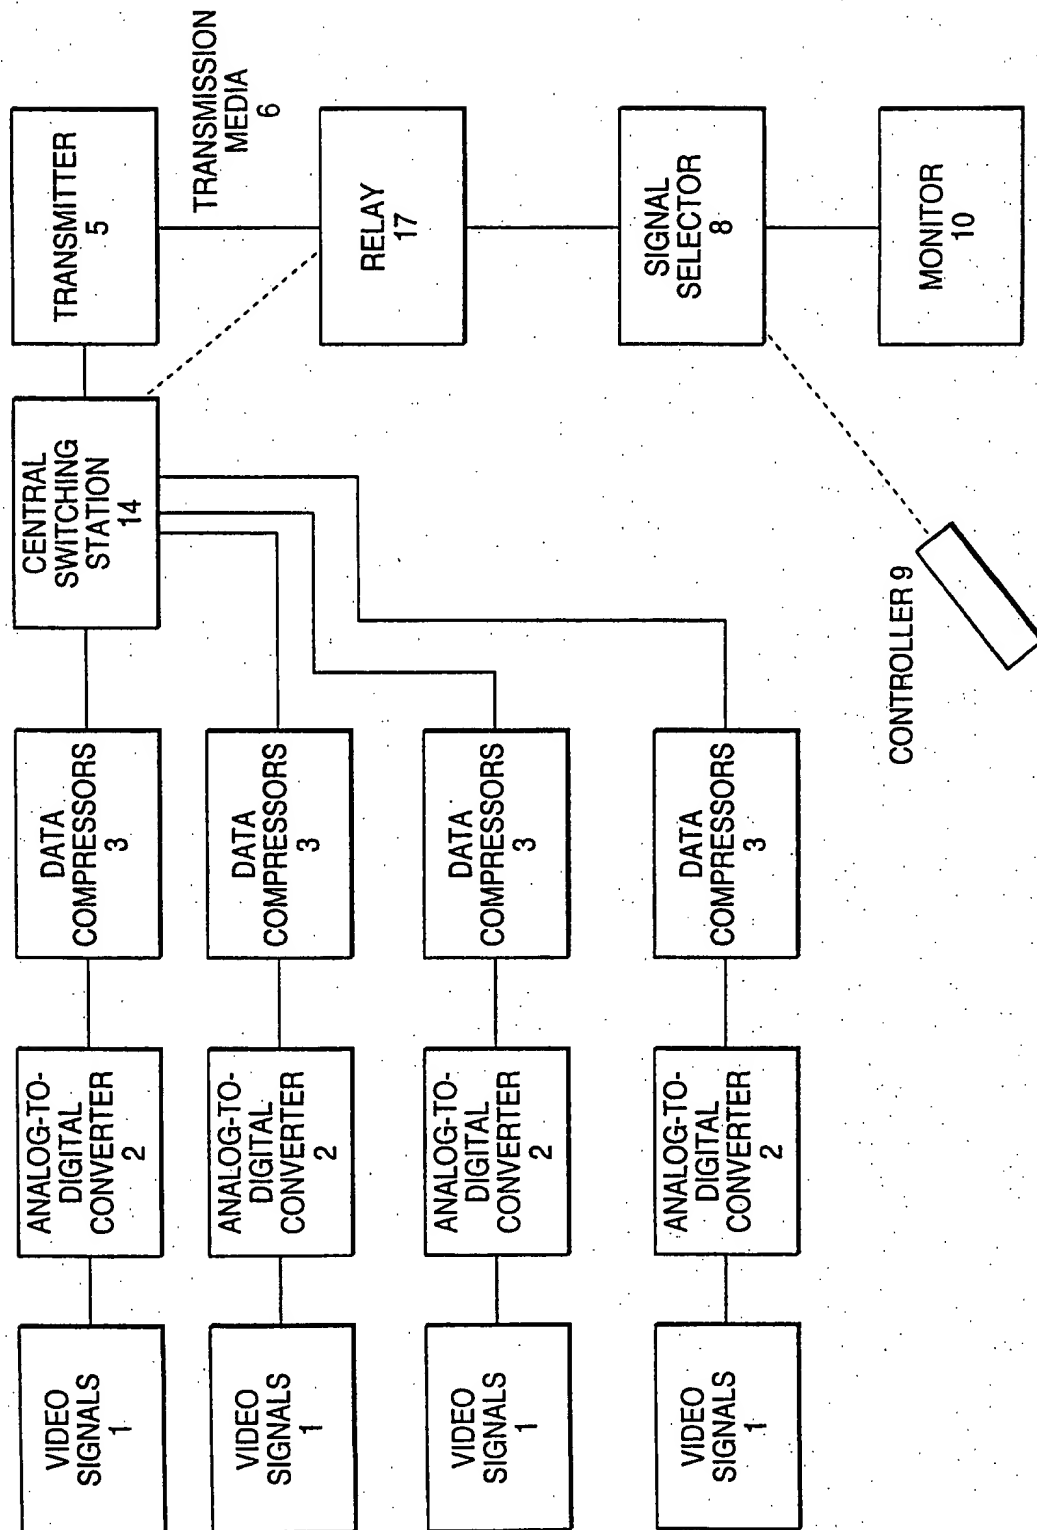 VIDEO
SIGNALS
1
ANALOG-TO-
DIGITAL
CONVERTER
2
DATA
COMPRESSORS
3
CENTRAL
SWITCHING
STATION
14
TRANSMITTER
5
VIDEO
SIGNALS
1
ANALOG-TO-
DIGITAL
CONVERTER
2
DATA
COMPRESSORS
3
TRANSMISSION
MEDIA
6
VIDEO
SIGNALS
1
ANALOG-TO-
DIGITAL
CONVERTER
2
DATA
COMPRESSORS
3
RELAY
17
VIDEO
SIGNALS
1
ANALOG-TO-
DIGITAL
CONVERTER
2
DATA
COMPRESSORS
3
SIGNAL
SELECTOR
8
CONTROLLER 9
MONITOR
10